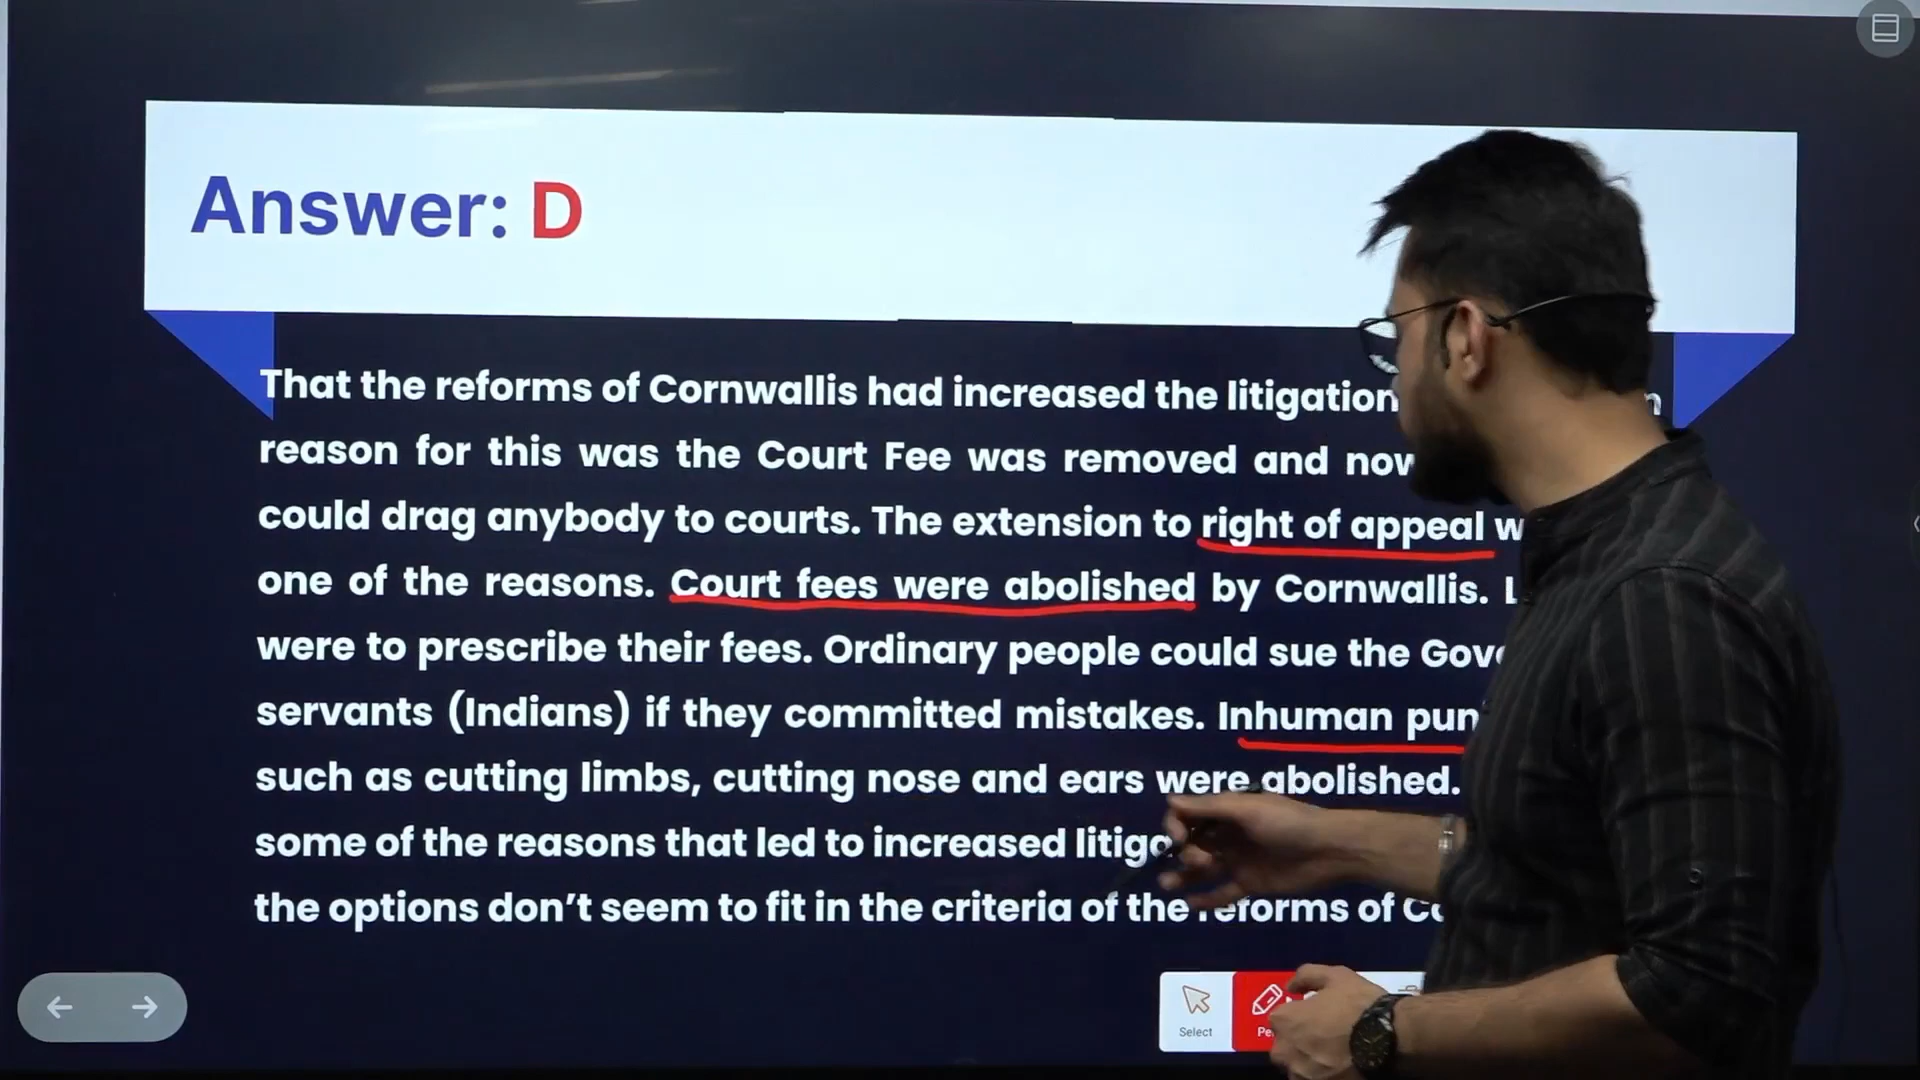 Answer: D
That the reforms of Cornwallis had increased the litigation
reason for this was the Court Fee was removed and now
could drag anybody to courts. The extension to right of appeal
one of the reasons. Court fees were abolished by Cornwallis.
were to prescribe their fees. Ordinary people could sue the
servants (Indians) if they committed mistakes. Inhuman
such as cutting limbs, cutting nose and ears were abolished.
some of the reasons that led to increased
the options don't seem to fit in the criteria of the reforms of
Select